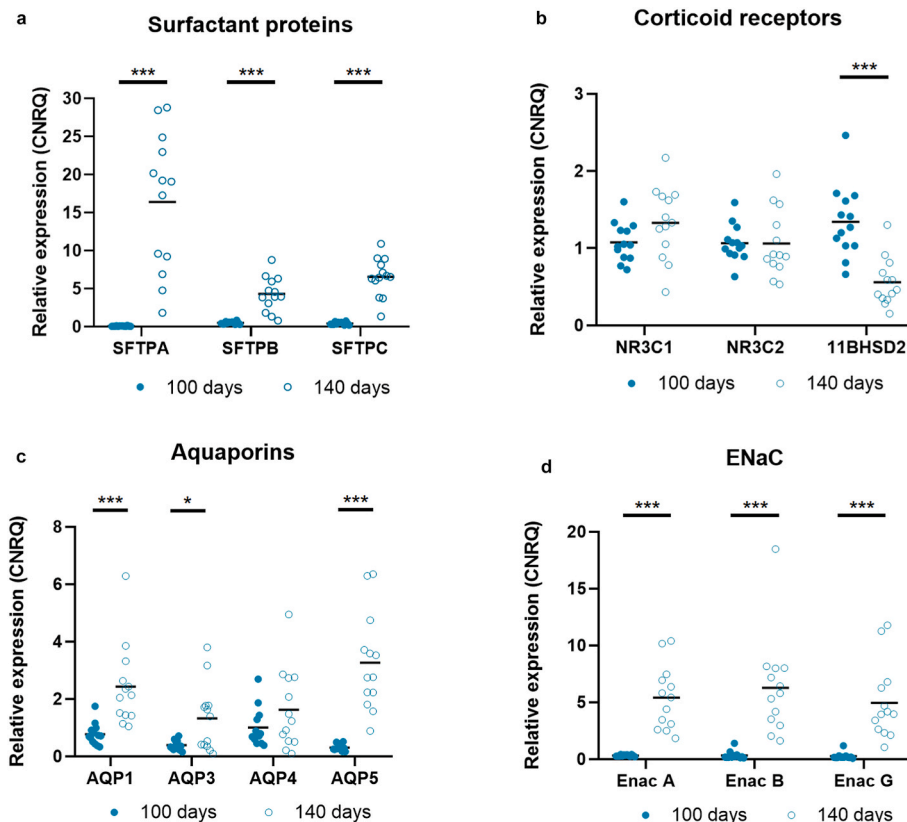 a
Surfactant proteins
*** *** ***
Relative expression (CNRQ)
30
25
20
15
10
5
0
SFTPA SFTPB SFTPC
100 days 140 days
b
Corticoid receptors
***
Relative expression (CNRQ)
3
2
1
0
NR3C1 NR3C2 11BHSD2
100 days 140 days
c
Aquaporins
*** * ***
Relative expression (CNRQ)
8
6
4
2
0
AQP1 AQP3 AQP4 AQP5
100 days 140 days
d
ENaC
*** *** ***
Relative expression (CNRQ)
20
15
10
5
0
Enac A Enac B Enac G
100 days 140 days